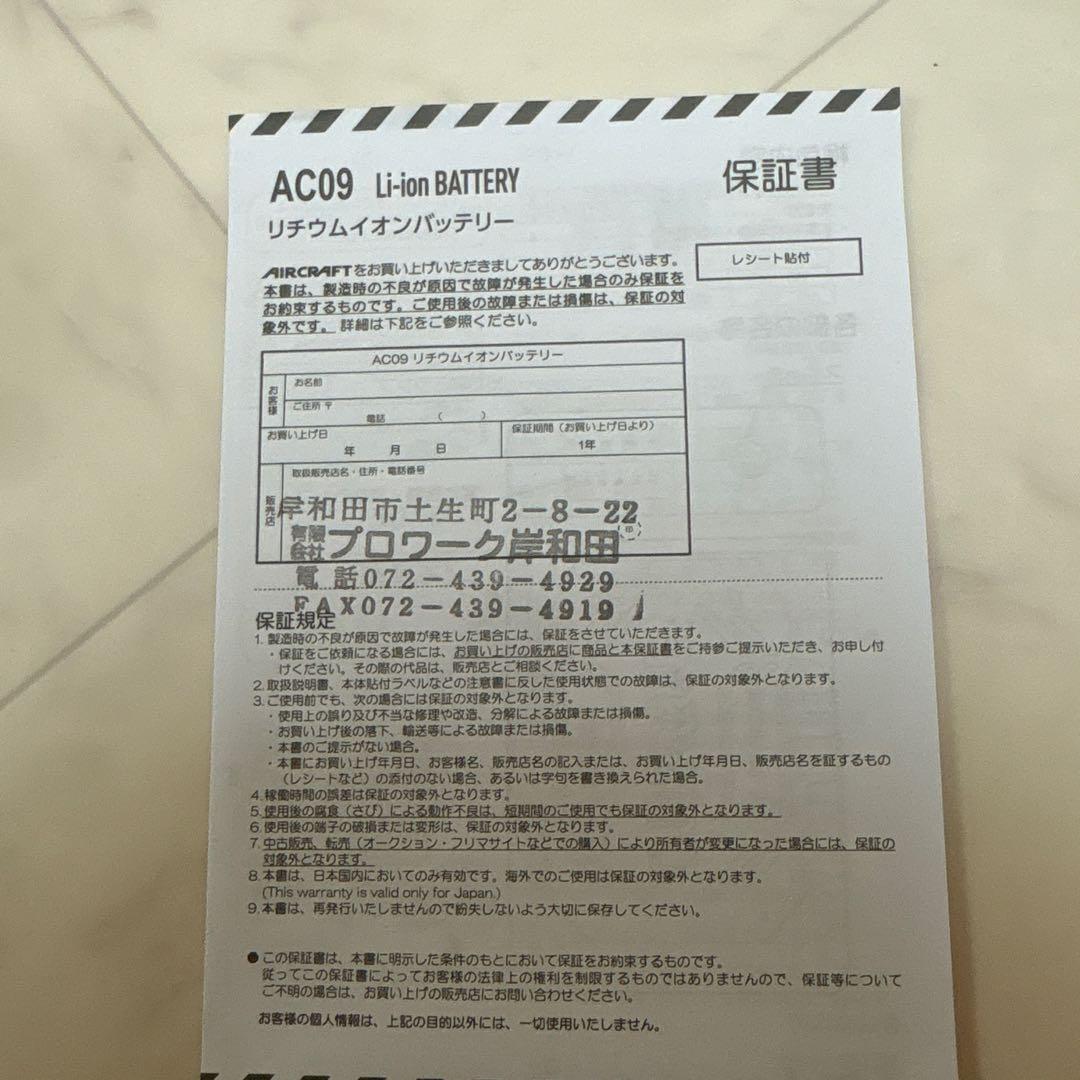 AC09 Li-ion BATTERY
保証書
リチウムイオンバッテリー
レシート貼付
AIRCRAFTをお買い上げいただきましてありがとうございます。
本書は、製造時の不良が原因で故障が発生した場合のみ保証を
お約束するものです。ご使用後の故障または損傷は、保証の対
象外です。 詳細は下記をご参照ください。
AC09 リチウムイオンバッテリー
お客様
お名前
ご住所 〒
電話 ( )
お買い上げ日
年 月 日
保証期間（お買い上げ日より）
1年
販売店
取扱販売店名・住所・電話番号
岸和田市土生町2-8-22
有限会社プロワーク岸和田
印
電話072-439-4929
FAX072-439-4919
保証規定
1. 製造時の不良が原因で故障が発生した場合には、保証をさせていただきます。
・保証をご依頼になる場合には、お買い上げの販売店に商品と本保証書をご持参ご提示いただき、お申し付
けください。その際の代品は、販売店とご相談ください。
2. 取扱説明書、本体貼付ラベルなどの注意書に反した使用状態での故障は、保証の対象外となります。
3. ご使用前でも、次の場合には保証の対象外となります。
・使用上の誤り及び不当な修理や改造、分解による故障または損傷。
・お買い上げ後の落下、輸送等による故障または損傷。
・本書のご提示がない場合。
・本書にお買い上げ年月日、お客様名、販売店名の記入または、お買い上げ年月日、販売店名を証するもの
（レシートなど）の添付のない場合、あるいは字句を書き換えられた場合。
4. 稼働時間の誤差は保証の対象外となります。
5. 使用後の腐食（さび）による動作不良は、短期間のご使用でも保証の対象外となります。
6. 使用後の端子の破損または変形は、保証の対象外となります。
7. 中古販売、転売（オークション・フリマサイトなどでの購入）により所有者が変更になった場合には、保証の
対象外となります。
8. 本書は、日本国内においてのみ有効です。海外でのご使用は保証の対象外となります。
(This warranty is valid only for Japan.)
9. 本書は、再発行いたしませんので紛失しないよう大切に保存してください。
● この保証書は、本書に明示した条件のもとにおいて保証をお約束するものです。
従ってこの保証書によってお客様の法律上の権利を制限するものではありませんので、保証等について
ご不明の場合は、お買い上げの販売店にお問い合わせください。
お客様の個人情報は、上記の目的以外には、一切使用いたしません。